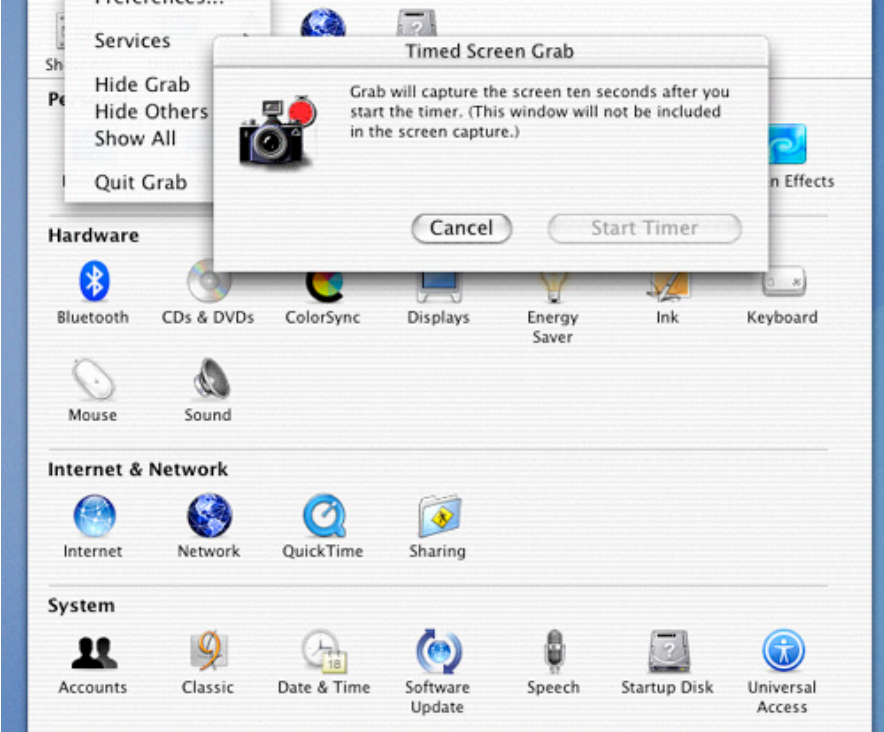 Preferences...
Services
Hide Grab
Hide Others
Show All
Quit Grab
Timed Screen Grab
Grab will capture the screen ten seconds after you
start the timer. (This window will not be included
in the screen capture.)
Cancel
Start Timer
Effects
Hardware
Bluetooth
CDs & DVDs
ColorSync
Displays
Energy
Saver
Ink
Keyboard
Mouse
Sound
Internet & Network
Internet
Network
QuickTime
Sharing
System
Accounts
Classic
Date & Time
18
Software
Update
Speech
Startup Disk
Universal
Access